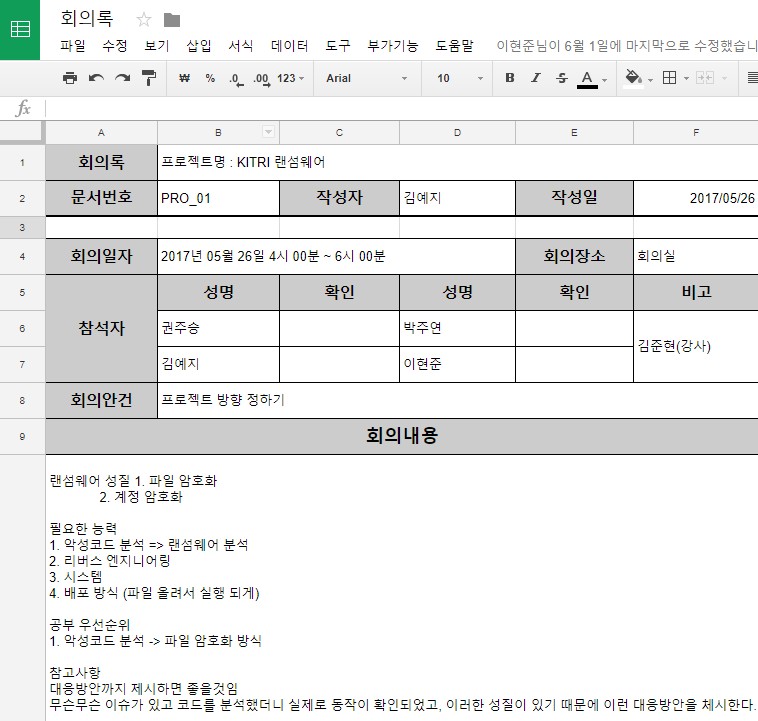 회의록
파일 수정 보기 삽입 서식 데이터 도구 부가기능 도움말 이현준님이 6월 1일에 마지막으로 수정했습니
₩ % .0 .00 123 Arial 10 B I S A
fx
A B C D E F
1 회의록 프로젝트명 : KITRI 랜섬웨어
2 문서번호 PRO_01 작성자 김예지 작성일 2017/05/26
3
4 회의일자 2017년 05월 26일 4시 00분 ~ 6시 00분 회의장소 회의실
5 참석자 성명 확인 성명 확인 비고
6 권주승 박주연 김준현(강사)
7 김예지 이현준
8 회의안건 프로젝트 방향 정하기
9 회의내용
랜섬웨어 성질 1. 파일 암호화
2. 계정 암호화
필요한 능력
1. 악성코드 분석 => 랜섬웨어 분석
2. 리버스 엔지니어링
3. 시스템
4. 배포 방식 (파일 올려서 실행 되게)
공부 우선순위
1. 악성코드 분석 -> 파일 암호화 방식
참고사항
대응방안까지 제시하면 좋을것임
무슨무슨 이슈가 있고 코드를 분석했더니 실제로 동작이 확인되었고, 이러한 성질이 있기 때문에 이런 대응방안을 체시한다.